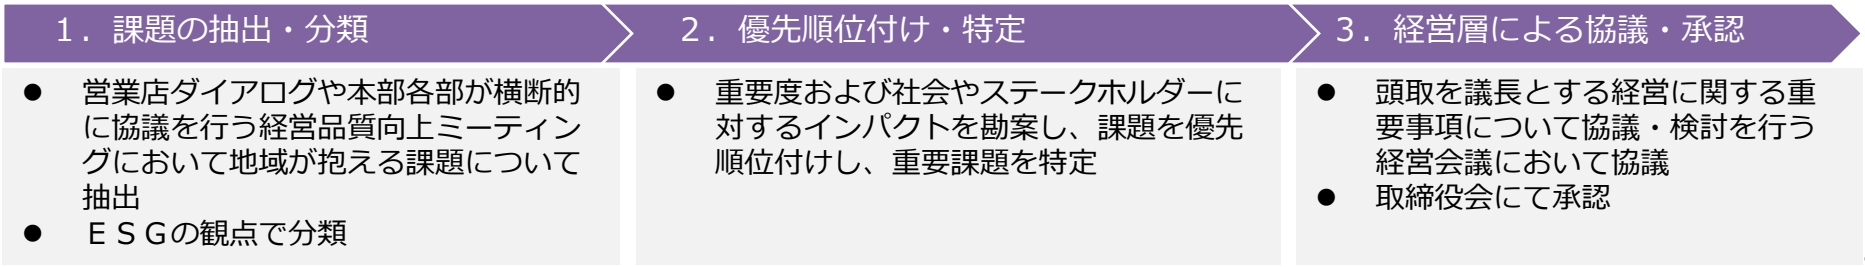 １．課題の抽出・分類
● 営業店ダイアログや本部各部が横断的
に協議を行う経営品質向上ミーティン
グにおいて地域が抱える課題について
抽出
● ＥＳＧの観点で分類
２．優先順位付け・特定
● 重要度および社会やステークホルダーに
対するインパクトを勘案し、課題を優先
順位付けし、重要課題を特定
３．経営層による協議・承認
● 頭取を議長とする経営に関する重
要事項について協議・検討を行う
経営会議において協議
● 取締役会にて承認